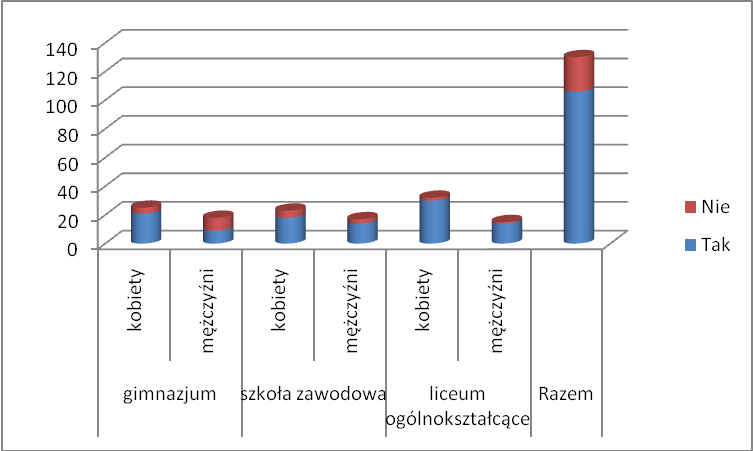 140
120
100
80
60
40
20
0
Nie
Tak
kobiety
mężczyźni
kobiety
mężczyźni
kobiety
mężczyźni
gimnazjum
szkoła zawodowa
liceum
ogólnokształcące
Razem